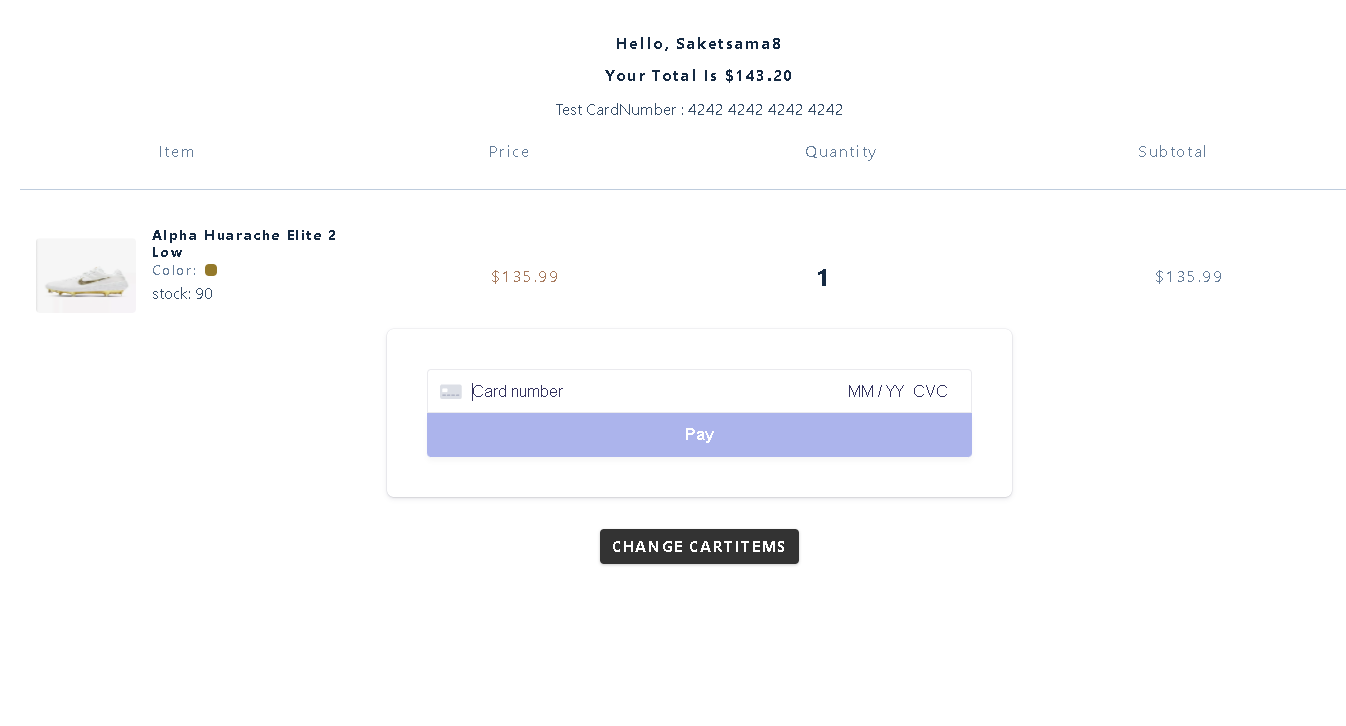 Hello, Saketsama8
Your Total Is $143.20
Test CardNumber : 4242 4242 4242 4242
Item Price Quantity Subtotal
Alpha Huarache Elite 2
Low
Color:
stock: 90
$135.99 1 $135.99
Card number MM / YY CVC
Pay
CHANGE CARTITEMS